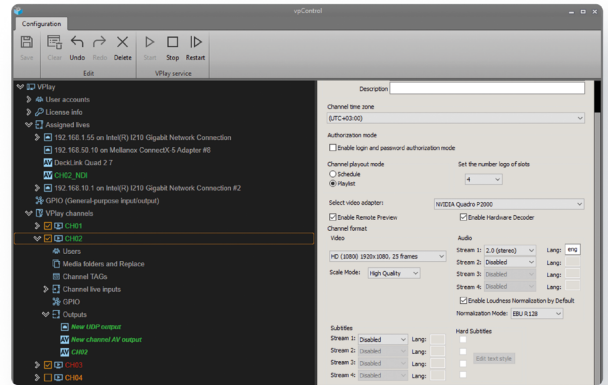 vpControl
Configuration
Save Clear Undo Redo Delete Start Stop Restart
Edit VPlay service
VPlay
User accounts
License info
Assigned lives
192.168.1.55 on Intel(R) I210 Gigabit Network Connection
192.168.50.10 on Mellanox ConnectX-5 Adapter #8
AV DeckLink Quad 2 7
AV CH02_NDI
192.168.10.1 on Intel(R) I210 Gigabit Network Connection #2
GPIO (General-purpose input/output)
VPlay channels
CH01
CH02
Users
Media folders and Replace
Channel TAGs
Channel live inputs
GPIO
Outputs
New UDP output
AV New channel AV output
AV CH02
CH03
CH04
Description
Channel time zone
(UTC+03:00)
Authorization mode
Enable login and password authorization mode
Channel playout mode Set the number logo of slots
Schedule 4
Playlist
Select video adapter: NVIDIA Quadro P2000
Enable Remote Preview Enable Hardware Decoder
Channel format
Video Audio
Stream 1: 2.0 (stereo) Lang: eng
HD (1080i) 1920x1080, 25 frames Stream 2: Disabled Lang:
Scale Mode: High Quality Stream 3: Disabled Lang:
Stream 4: Disabled Lang:
Enable Loudness Normalization by Default
Normalization Mode: EBU R128
Subtitles Hard Subtitles
Stream 1: Disabled Lang:
Stream 2: Disabled Lang:
Stream 3: Disabled Lang: Edit text style
Stream 4: Disabled Lang: